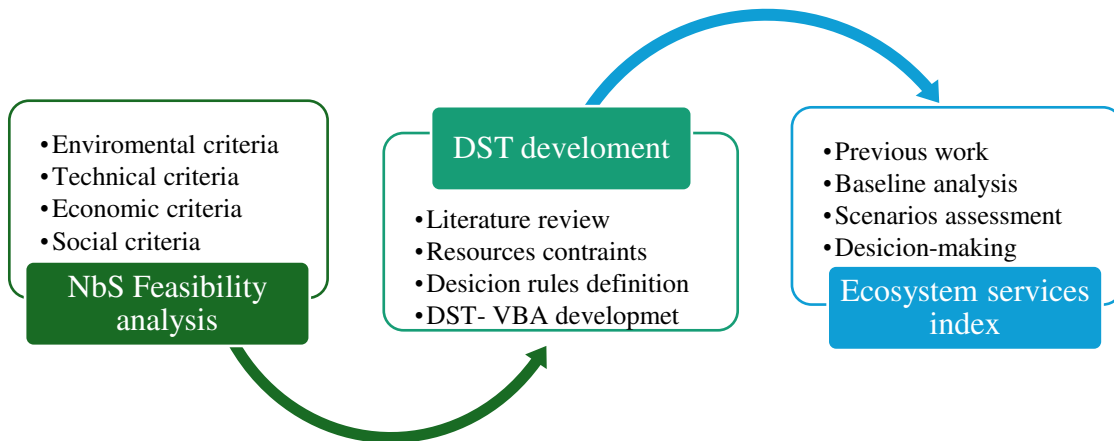 •Enviromental criteria
•Technical criteria
•Economic criteria
•Social criteria
NbS Feasibility
analysis
DST develoment
•Literature review
•Resources contraints
•Desicion rules definition
•DST- VBA developmet
•Previous work
•Baseline analysis
•Scenarios assessment
•Desicion-making
Ecosystem services
index